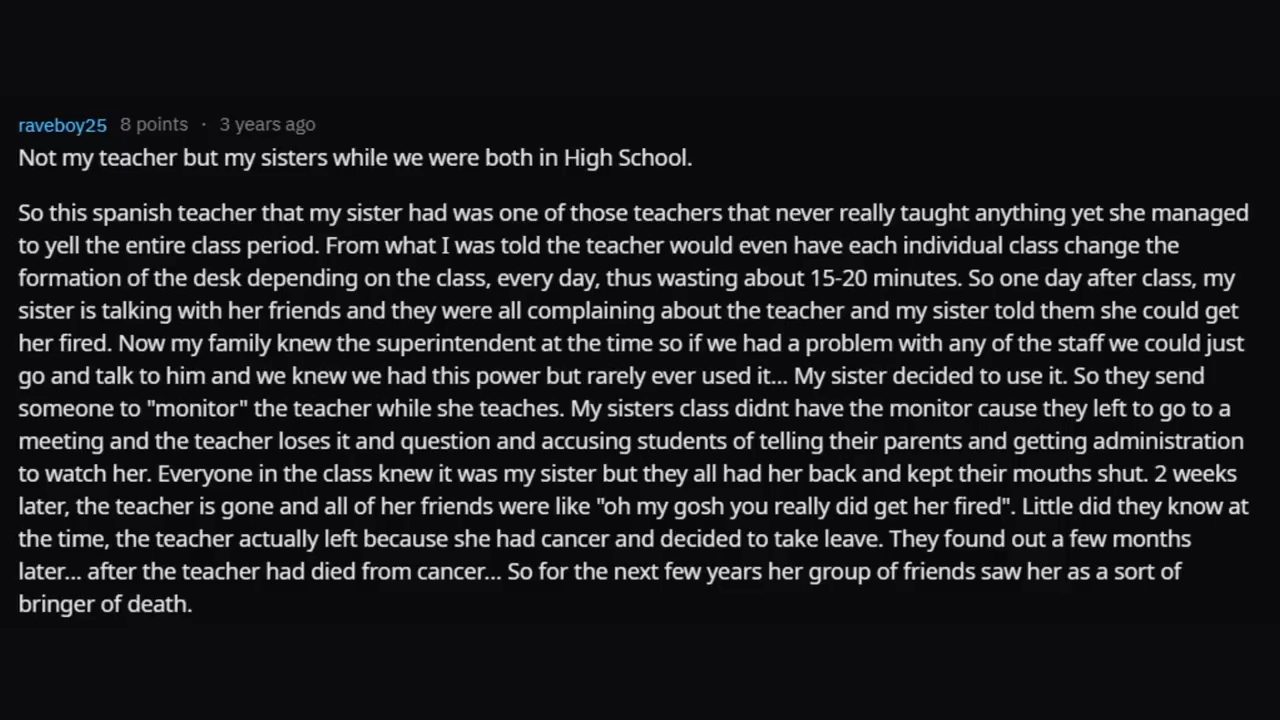 raveboy25 8 points · 3 years ago
Not my teacher but my sisters while we were both in High School.
So this spanish teacher that my sister had was one of those teachers that never really taught anything yet she managed
to yell the entire class period. From what I was told the teacher would even have each individual class change the
formation of the desk depending on the class, every day, thus wasting about 15-20 minutes. So one day after class, my
sister is talking with her friends and they were all complaining about the teacher and my sister told them she could get
her fired. Now my family knew the superintendent at the time so if we had a problem with any of the staff we could just
go and talk to him and we knew we had this power but rarely ever used it... My sister decided to use it. So they send
someone to "monitor" the teacher while she teaches. My sisters class didnt have the monitor cause they left to go to a
meeting and the teacher loses it and question and accusing students of telling their parents and getting administration
to watch her. Everyone in the class knew it was my sister but they all had her back and kept their mouths shut. 2 weeks
later, the teacher is gone and all of her friends were like "oh my gosh you really did get her fired". Little did they know at
the time, the teacher actually left because she had cancer and decided to take leave. They found out a few months
later... after the teacher had died from cancer... So for the next few years her group of friends saw her as a sort of
bringer of death.